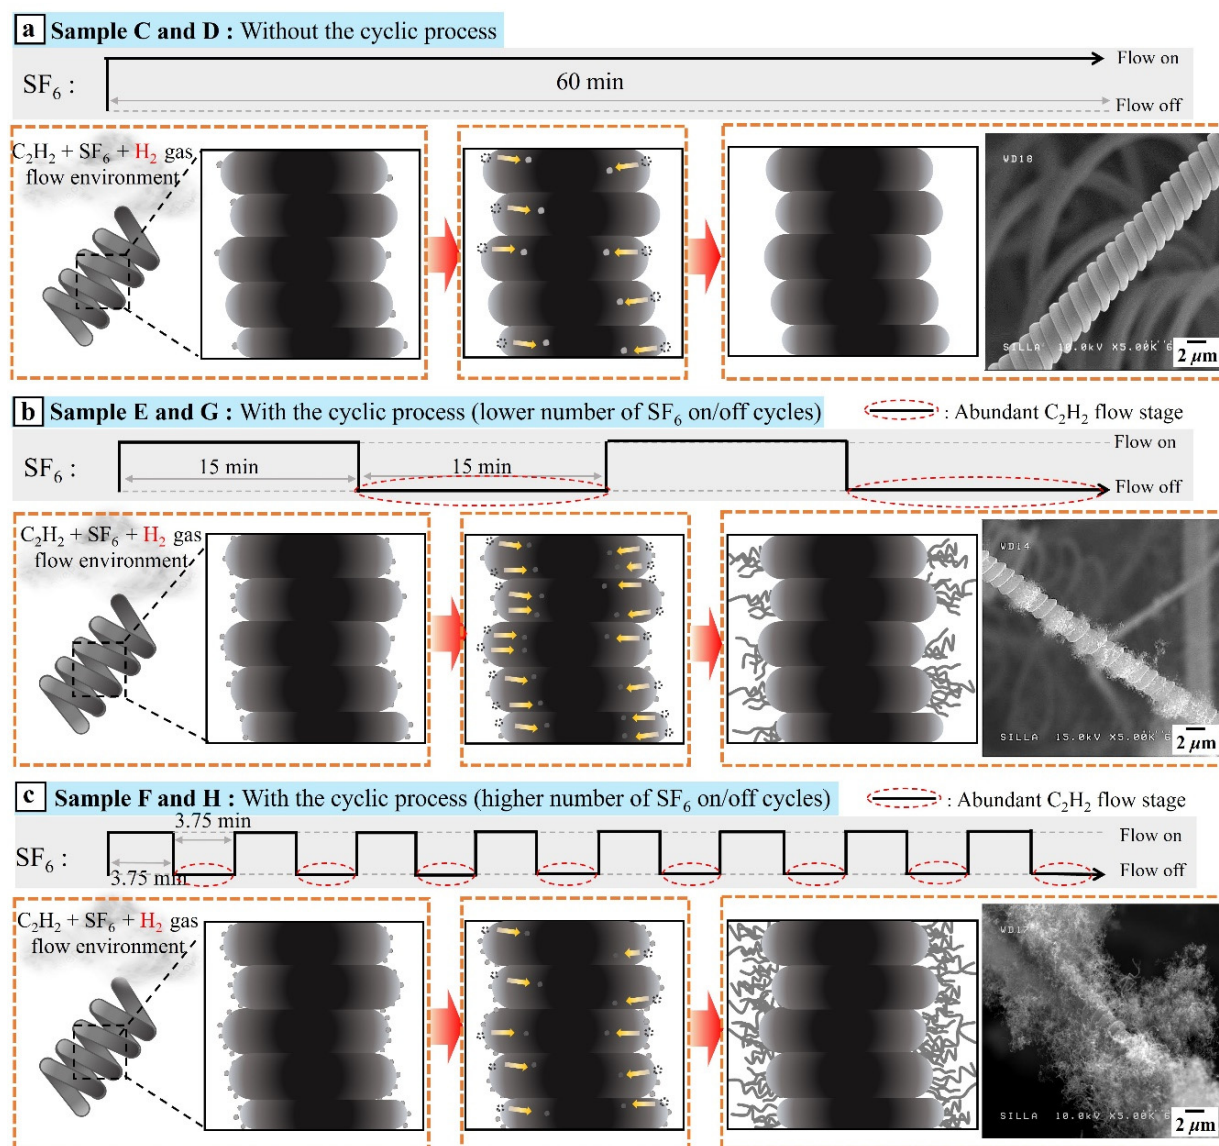 a Sample C and D : Without the cyclic process
SF₆ :
Flow on
60 min
Flow off
C₂H₂ + SF₆ + H₂ gas
flow environment
WD18
SILLA 10.0kV X5.00K
2 μm
b Sample E and G : With the cyclic process (lower number of SF₆ on/off cycles)
: Abundant C₂H₂ flow stage
SF₆ :
15 min
15 min
Flow on
Flow off
C₂H₂ + SF₆ + H₂ gas
flow environment
WD14
SILLA 15.0kV X5.00K
2 μm
c Sample F and H : With the cyclic process (higher number of SF₆ on/off cycles)
: Abundant C₂H₂ flow stage
3.75 min
SF₆ :
Flow on
3.75 min
Flow off
C₂H₂ + SF₆ + H₂ gas
flow environment
WD17
SILLA 10.0kV X5.00K
2 μm